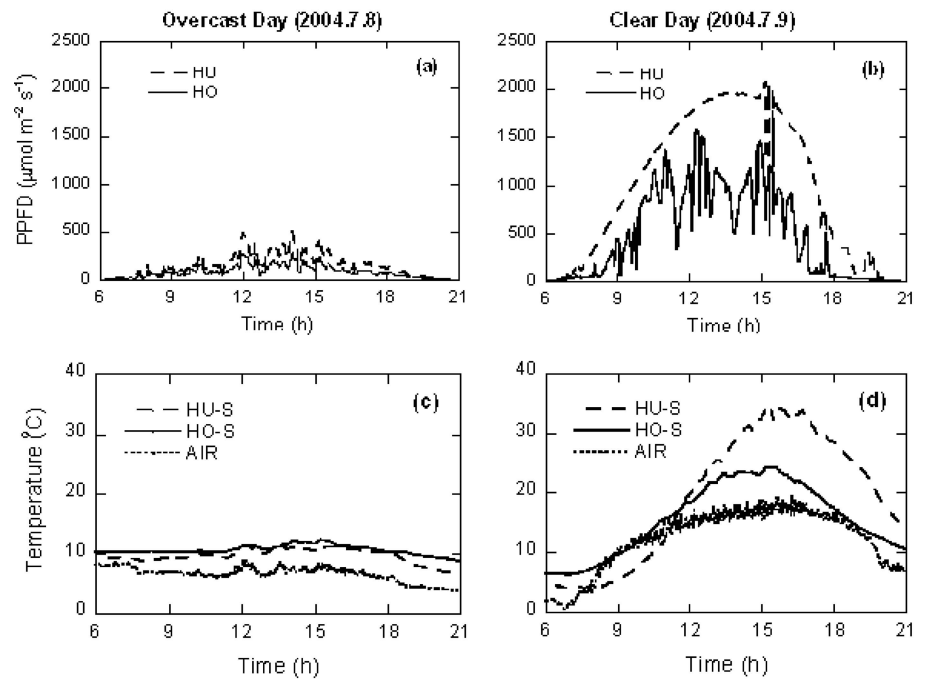 Overcast Day (2004.7.8)
2500
2000
1500
1000
500
0
PPFD (µmol m⁻² s⁻¹)
(a)
HU
HO
6 9 12 15 18 21
Time (h)
Clear Day (2004.7.9)
2500
2000
1500
1000
500
0
(b)
HU
HO
6 9 12 15 18 21
Time (h)
40
30
20
10
0
Temperature (°C)
(c)
HU-S
HO-S
AIR
6 9 12 15 18 21
Time (h)
40
30
20
10
0
(d)
HU-S
HO-S
AIR
6 9 12 15 18 21
Time (h)